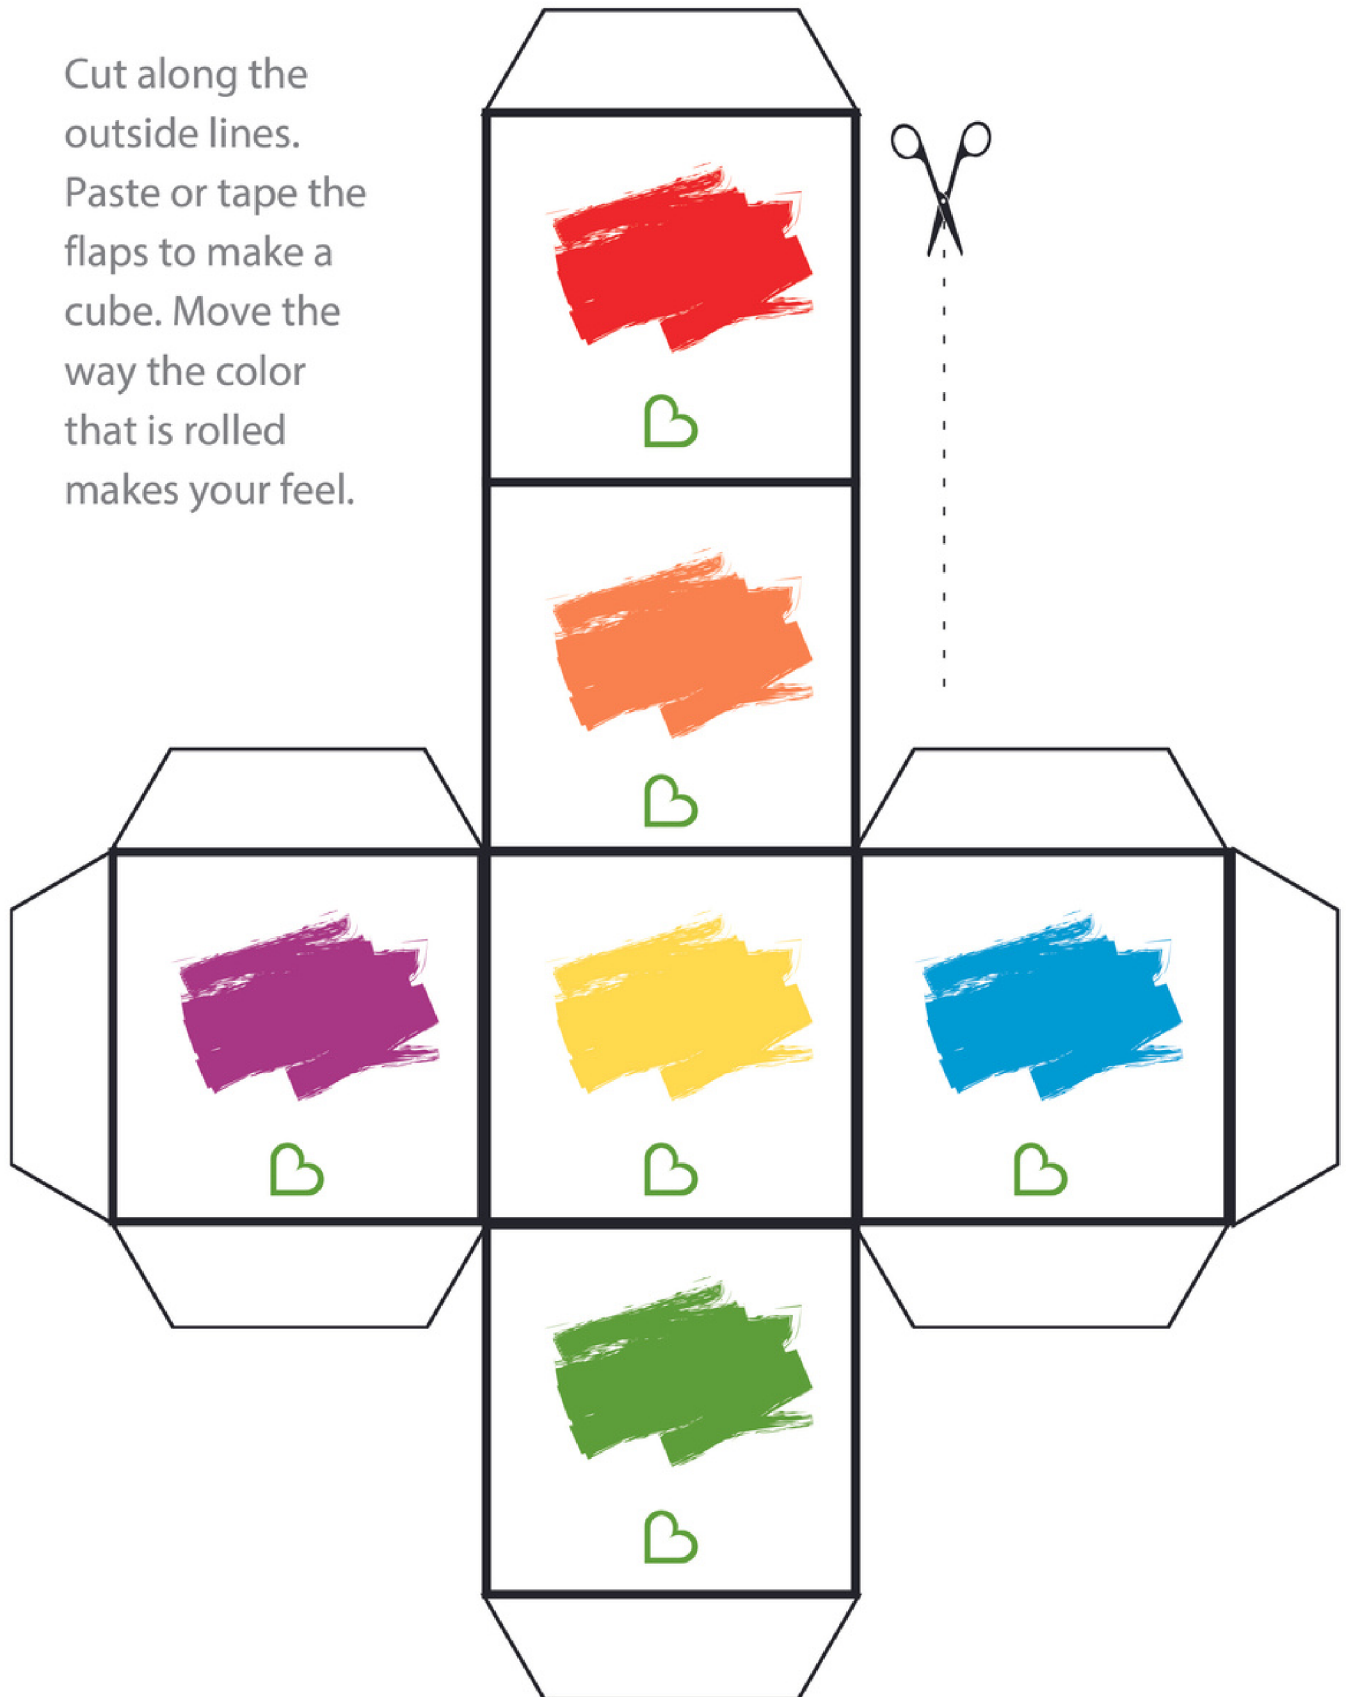 Cut along the
outside lines.
Paste or tape the
flaps to make a
cube. Move the
way the color
that is rolled
makes your feel.